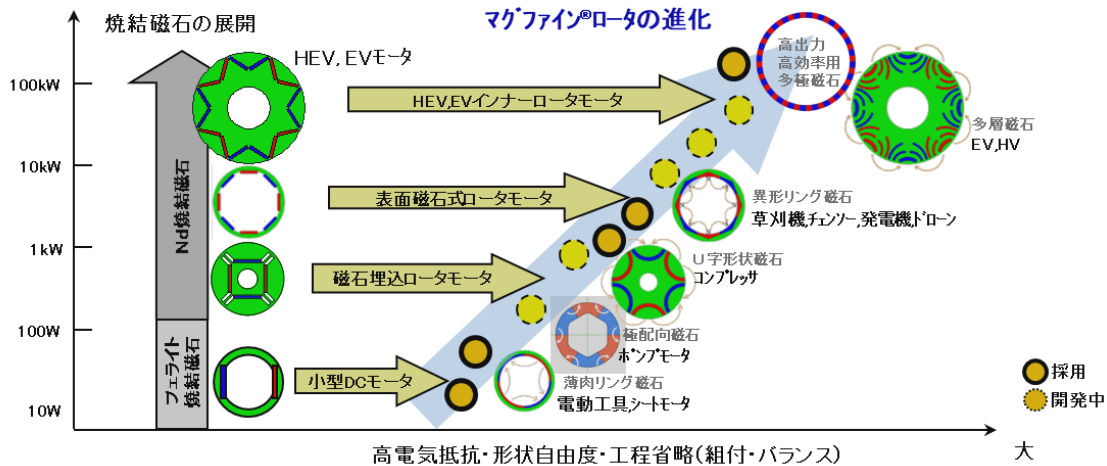 焼結磁石の展開
マグファイン®ロータの進化
100kW
10kW
1kW
100W
10W
Nd焼結磁石
フェライト
焼結磁石
HEV, EVモータ
HEV,EVインナーロータモータ
表面磁石式ロータモータ
磁石埋込ロータモータ
小型DCモータ
高出力
高効率用
多極磁石
多層磁石
EV,HV
異形リング磁石
草刈機,チェンソー,発電機,ドローン
U字形状磁石
コンプレッサ
極配向磁石
ポンプモータ
薄肉リング磁石
電動工具,シートモータ
採用
開発中
高電気抵抗・形状自由度・工程省略(組付・バランス)
大